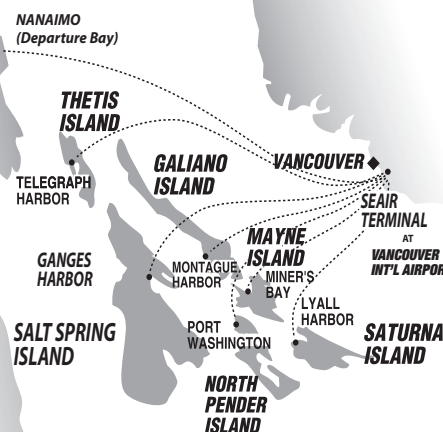 NANAIMO
(Departure Bay)
THETIS
ISLAND
TELEGRAPH
HARBOR
GALIANO
ISLAND
VANCOUVER
SEAIR
TERMINAL
AT
VANCOUVER
INT'L AIRPOR
GANGES
HARBOR
MONTAGUE
HARBOR
MAYNE
ISLAND
MINER'S
BAY
LYALL
HARBOR
SALT SPRING
ISLAND
PORT
WASHINGTON
SATURNA
ISLAND
NORTH
PENDER
ISLAND